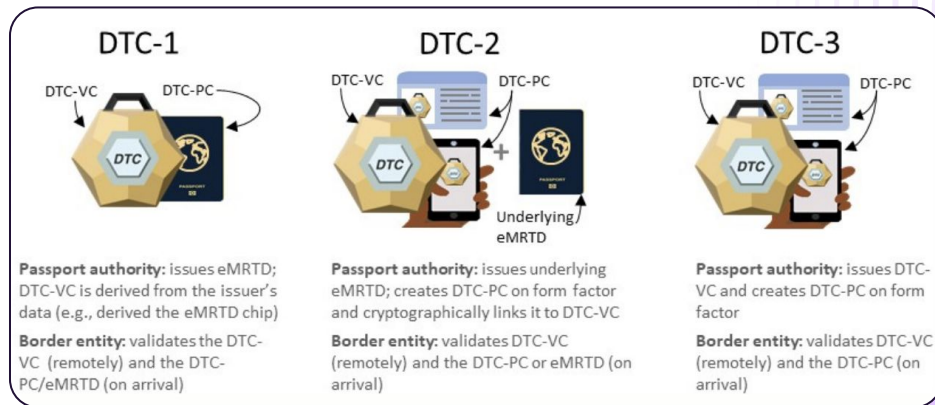 DTC-1
DTC-VC
DTC-PC
DTC
PASSPORT
Passport authority: issues eMRTD;
DTC-VC is derived from the issuer's
data (e.g., derived the eMRTD chip)
Border entity: validates the DTC-
VC (remotely) and the DTC-
PC/eMRTD (on arrival)
DTC-2
DTC-VC
DTC-PC
DTC
+
PASSPORT
Underlying
eMRTD
Passport authority: issues underlying
eMRTD; creates DTC-PC on form factor
and cryptographically links it to DTC-VC
Border entity: validates DTC-VC
(remotely) and the DTC-PC or eMRTD (on
arrival)
DTC-3
DTC-VC
DTC-PC
DTC
Passport authority: issues DTC-
VC and creates DTC-PC on form
factor
Border entity: validates DTC-VC
(remotely) and the DTC-PC (on
arrival)